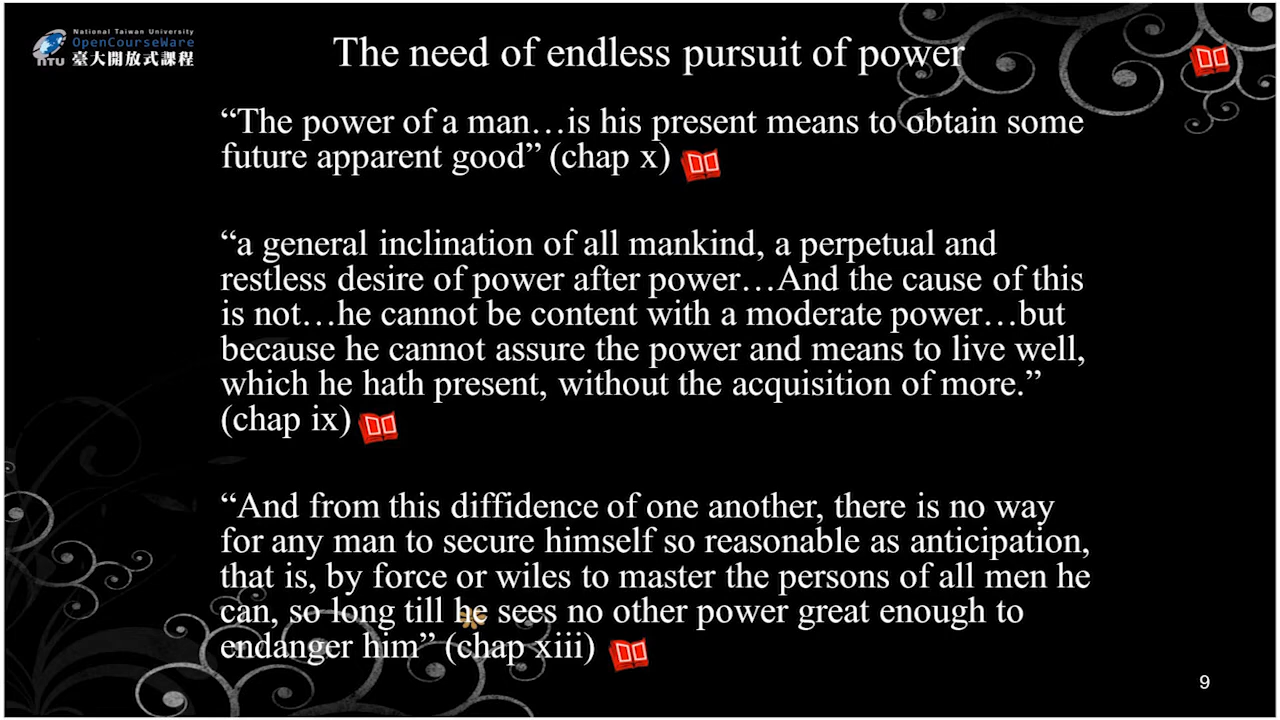 National Taiwan University
OpenCourseWare
NTU 臺大開放式課程
The need of endless pursuit of power
“The power of a man…is his present means to obtain some
future apparent good” (chap x)
“a general inclination of all mankind, a perpetual and
restless desire of power after power…And the cause of this
is not…he cannot be content with a moderate power…but
because he cannot assure the power and means to live well,
which he hath present, without the acquisition of more.”
(chap ix)
“And from this diffidence of one another, there is no way
for any man to secure himself so reasonable as anticipation,
that is, by force or wiles to master the persons of all men he
can, so long till he sees no other power great enough to
endanger him” (chap xiii)
9